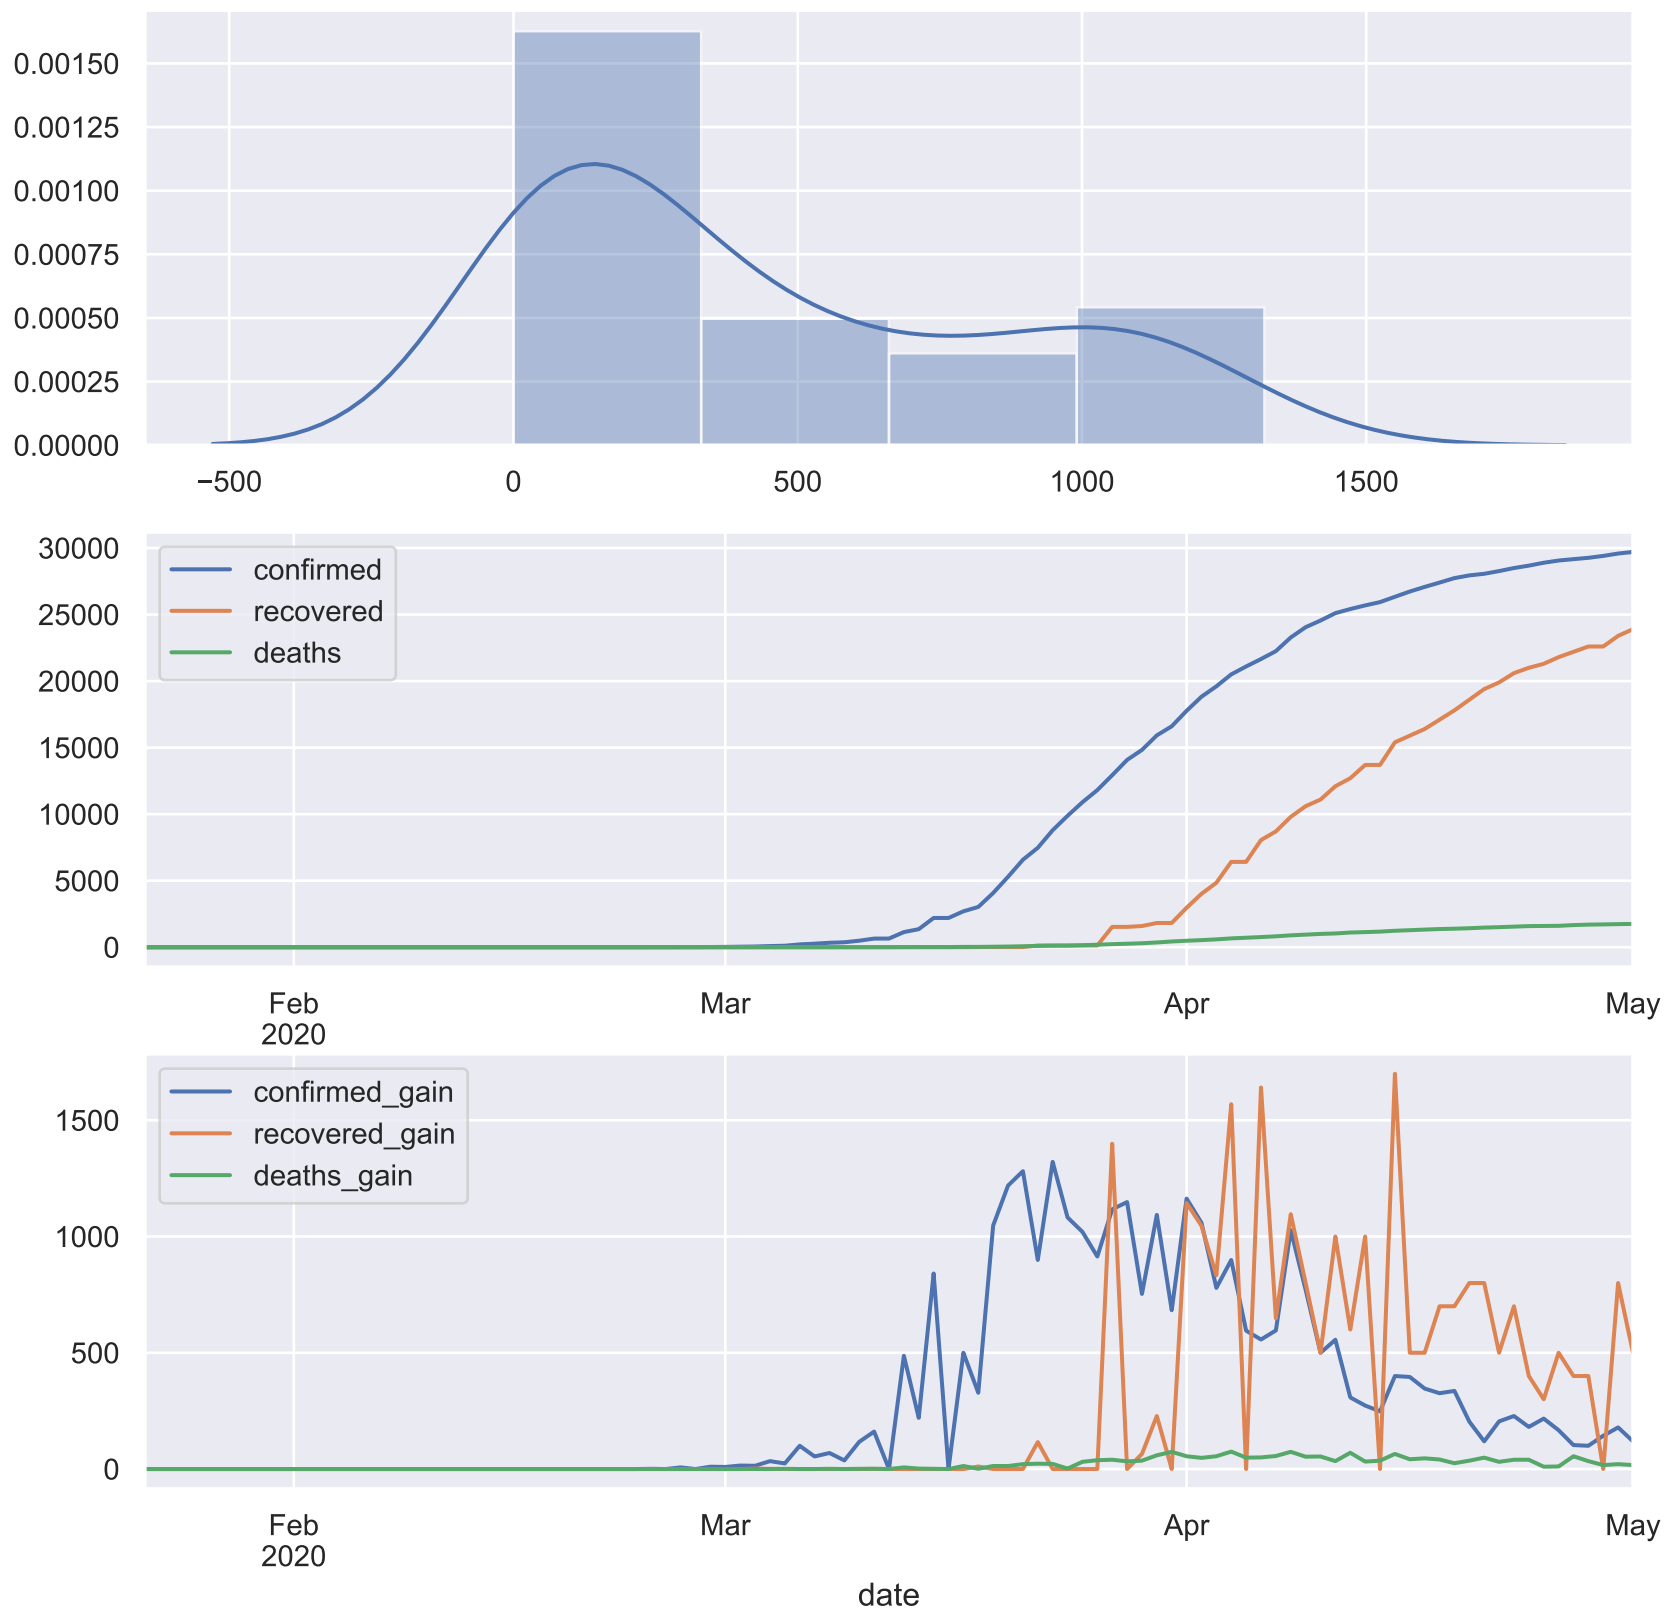 0.00150
0.00125
0.00100
0.00075
0.00050
0.00025
0.00000
−500 0 500 1000 1500
30000
25000
20000
15000
10000
5000
0
confirmed
recovered
deaths
Feb Mar Apr May
2020
1500
1000
500
0
confirmed_gain
recovered_gain
deaths_gain
Feb Mar Apr May
2020
date